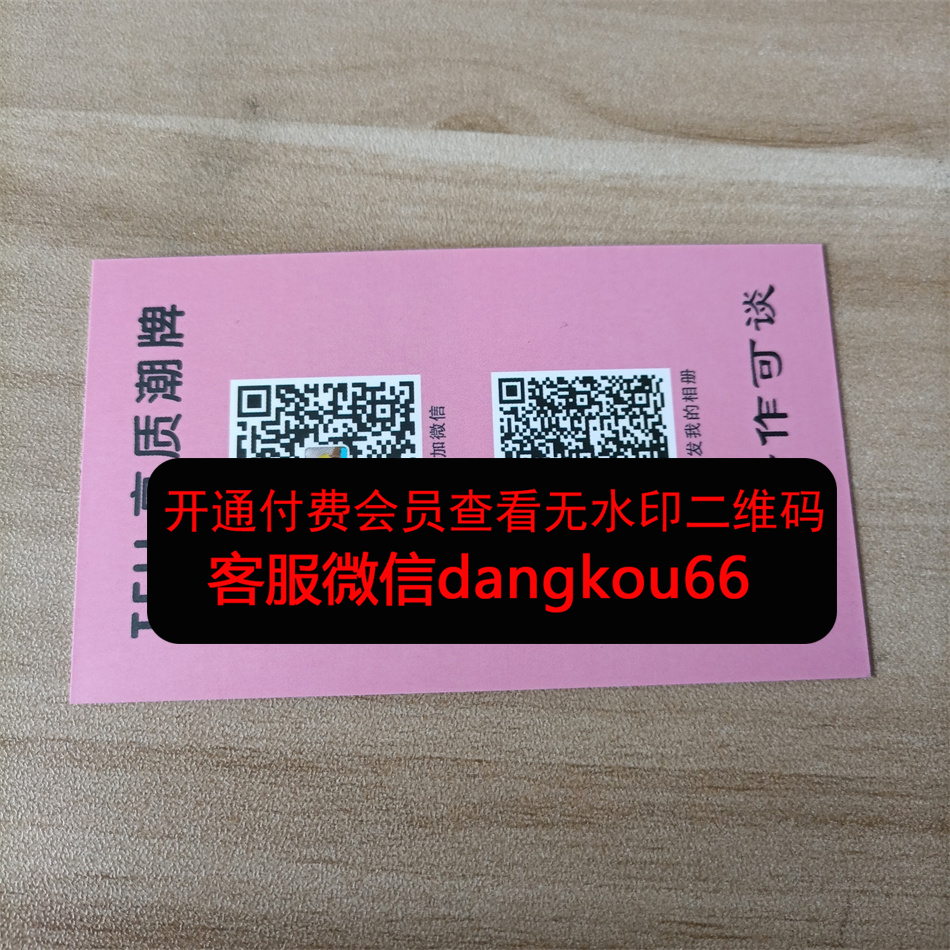 高质潮牌
加微信
发我的相册
作可谈
开通付费会员查看无水印二维码
客服微信dangkou66